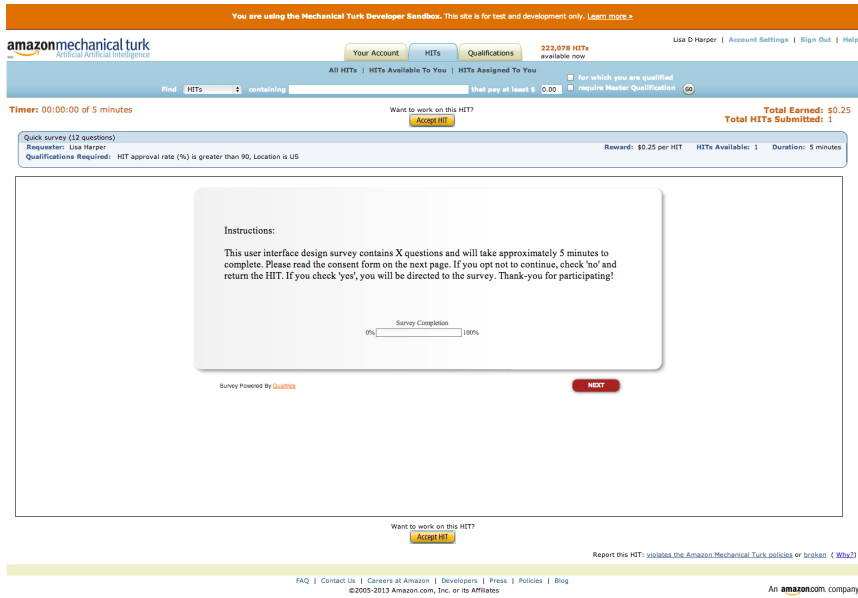 You are using the Mechanical Turk Developer Sandbox. This site is for test and development only. Learn more »
Lisa D Harper | Account Settings | Sign Out | Help
amazonmechanical turk
Artificial Artificial Intelligence
Your Account HITs Qualifications 222,078 HITs
available now
All HITs | HITs Available To You | HITs Assigned To You
for which you are qualified
Find HITs containing that pay at least $ 0.00 require Master Qualification GO
Timer: 00:00:00 of 5 minutes
Want to work on this HIT?
Accept HIT
Total Earned: $0.25
Total HITs Submitted: 1
Quick survey (12 questions)
Requester: Lisa Harper Reward: $0.25 per HIT HITs Available: 1 Duration: 5 minutes
Qualifications Required: HIT approval rate (%) is greater than 90, Location is US
Instructions:
This user interface design survey contains X questions and will take approximately 5 minutes to
complete. Please read the consent form on the next page. If you opt not to continue, check 'no' and
return the HIT. If you check 'yes', you will be directed to the survey. Thank-you for participating!
Survey Completion
0% 100%
Survey Powered By Qualtrics
NEXT
Want to work on this HIT?
Accept HIT
Report this HIT: violates the Amazon Mechanical Turk policies or broken ( Why?)
FAQ | Contact Us | Careers at Amazon | Developers | Press | Policies | Blog
©2005-2013 Amazon.com, Inc. or its Affiliates
An amazon.com. company